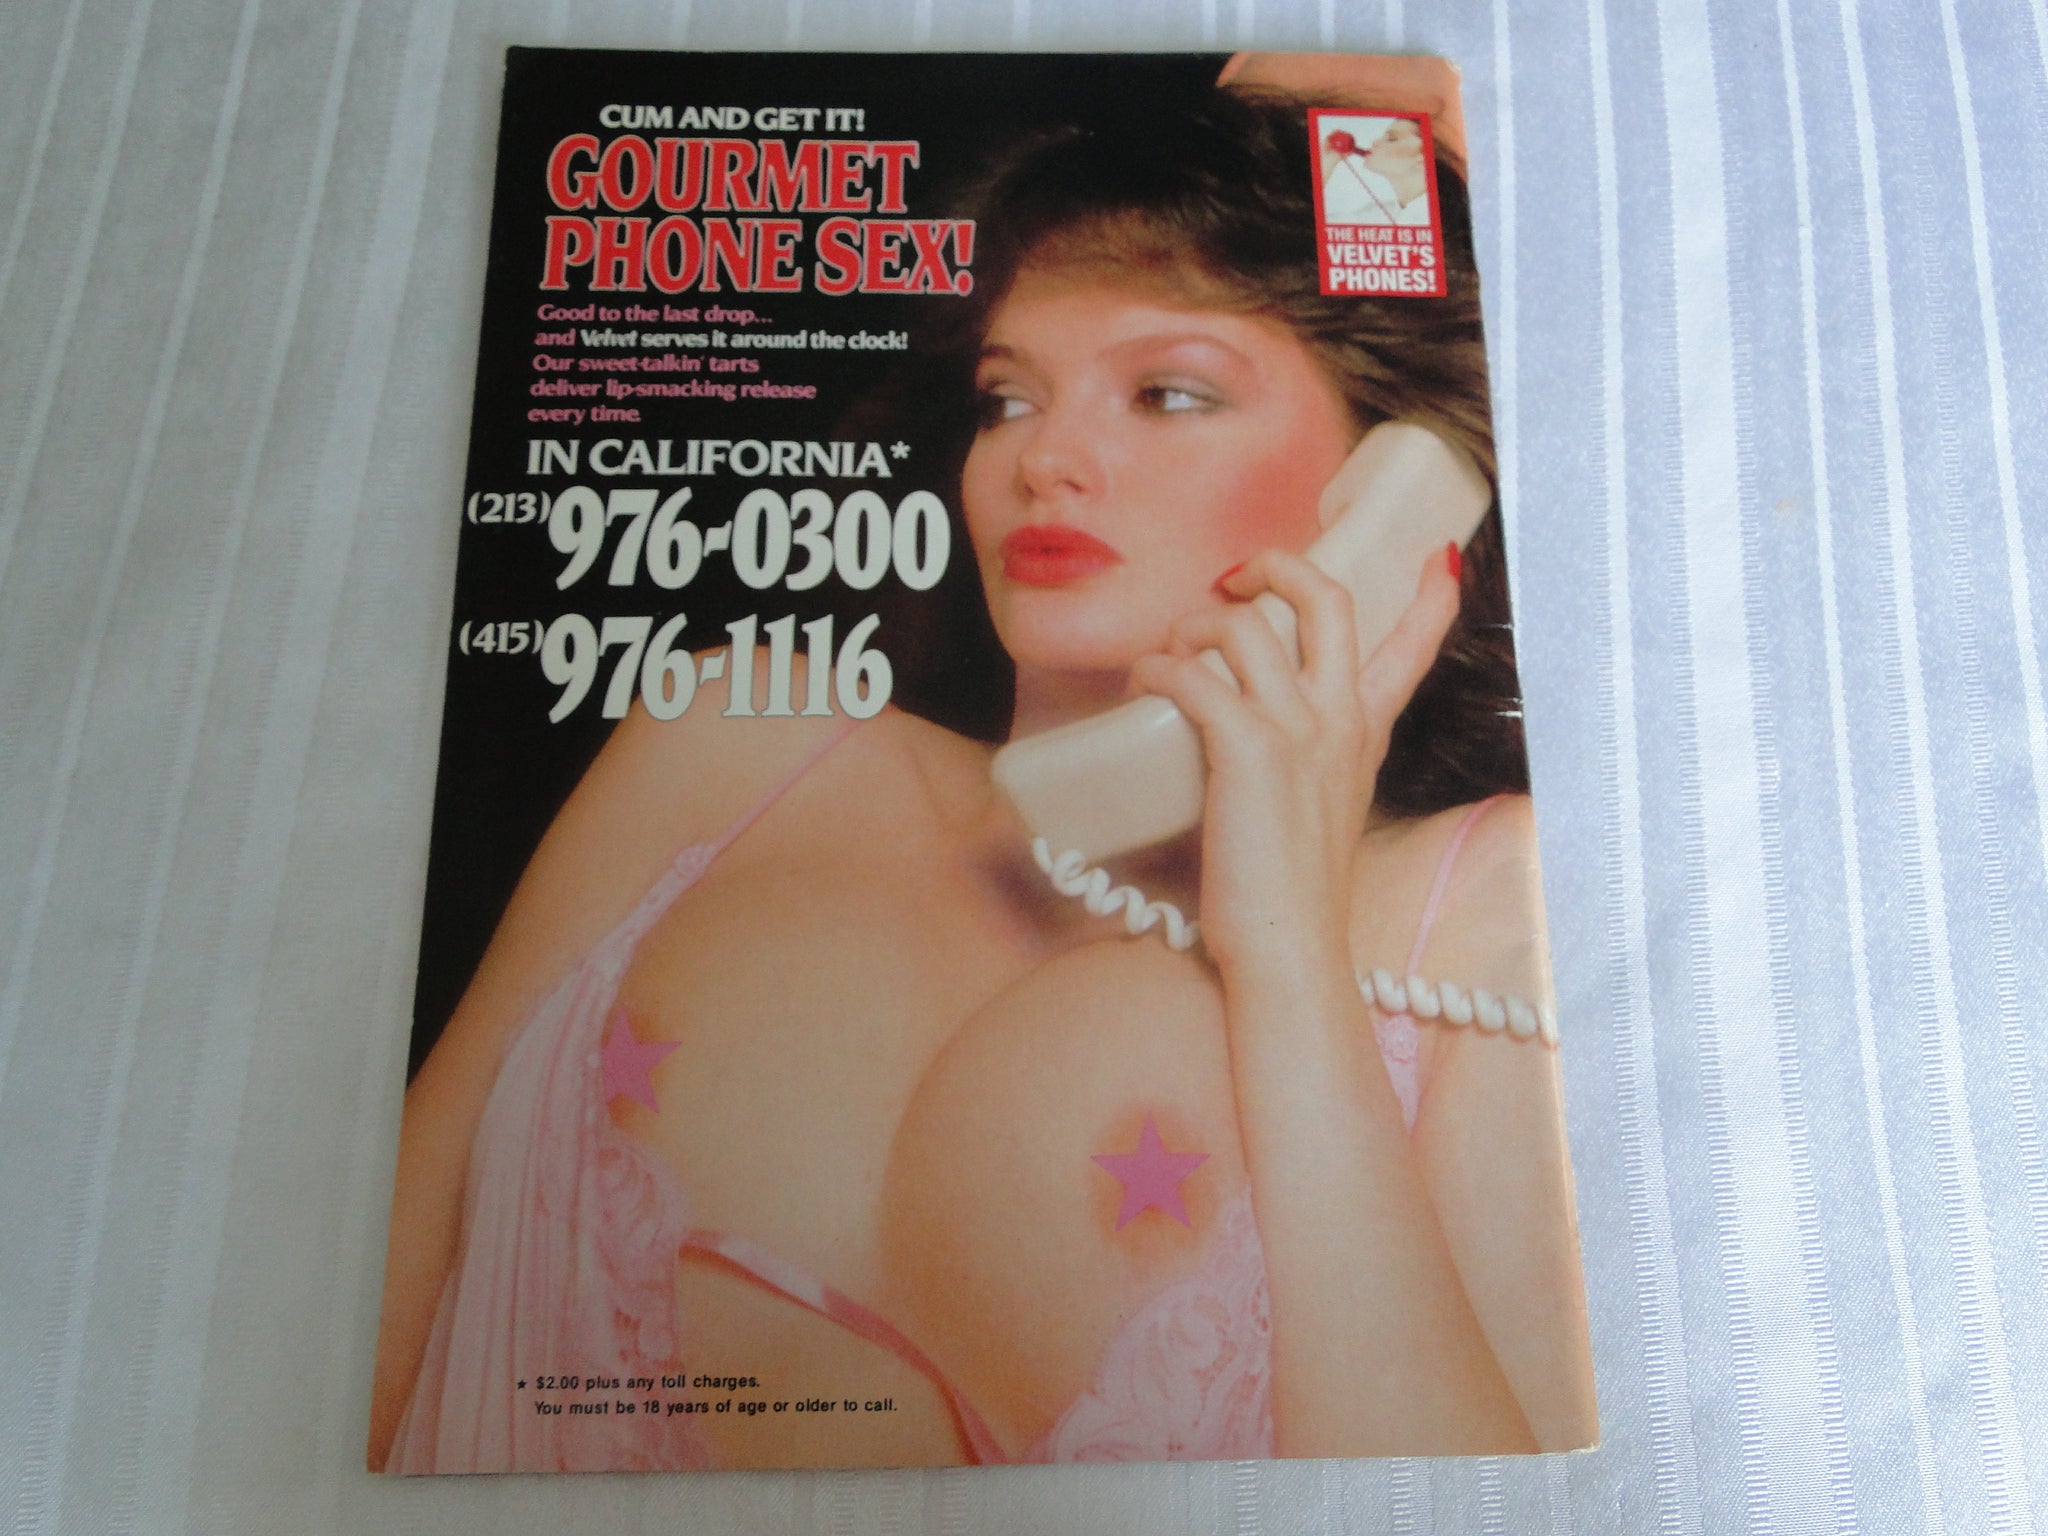 CUM AND GET IT!
GOURMET
PHONE SEX!
Good to the last drop...
and Velvet serves it around the clock!
Our sweet-talkin' tarts
deliver lip-smacking release
every time.
IN CALIFORNIA*
(213) 976-0300
(415) 976-1116
THE HEAT IS IN
VELVET'S
PHONES!
★ $2.00 plus any toll charges.
You must be 18 years of age or older to call.